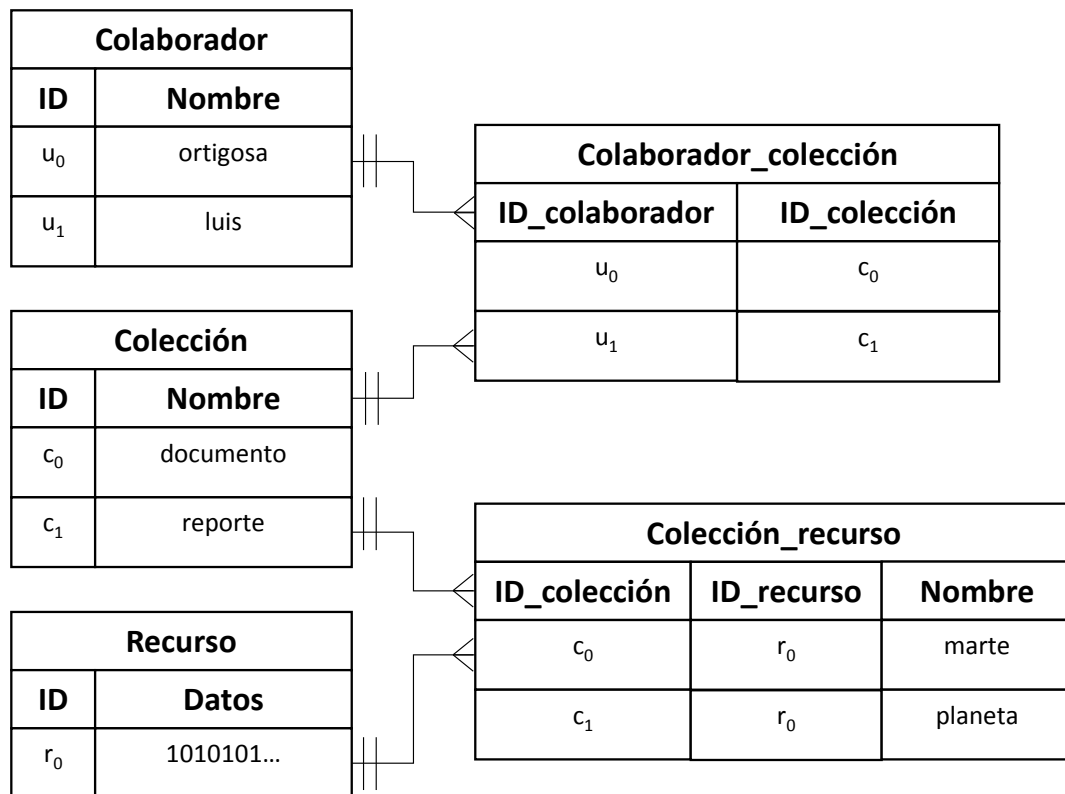 Colaborador
ID Nombre
u₀ ortigosa
u₁ luis
Colaborador_colección
ID_colaborador ID_colección
u₀ c₀
u₁ c₁
Colección
ID Nombre
c₀ documento
c₁ reporte
Colección_recurso
ID_colección ID_recurso Nombre
c₀ r₀ marte
c₁ r₀ planeta
Recurso
ID Datos
r₀ 1010101...